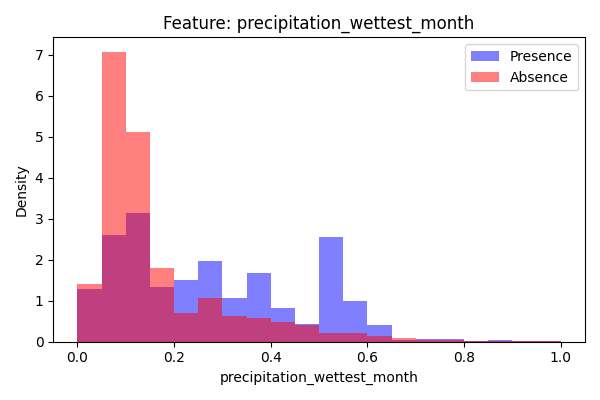 Feature: precipitation_wettest_month
Presence
Absence
Density
7
6
5
4
3
2
1
0
0.0 0.2 0.4 0.6 0.8 1.0
precipitation_wettest_month